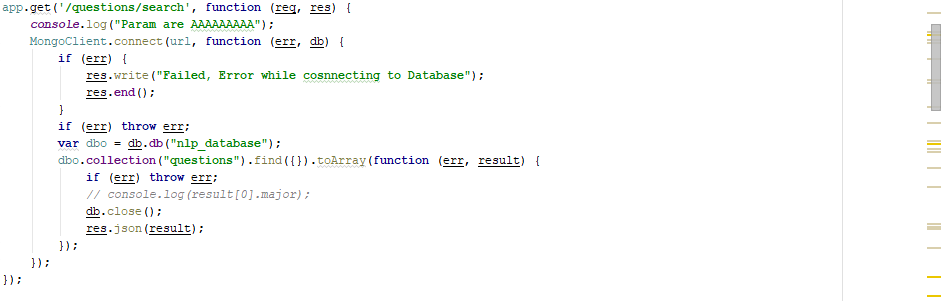 app.get('/questions/search', function (req, res) {
    console.log("Param are AAAAAAAAA");
    MongoClient.connect(url, function (err, db) {
        if (err) {
            res.write("Failed, Error while cosnnecting to Database");
            res.end();
        }
        if (err) throw err;
        var dbo = db.db("nlp_database");
        dbo.collection("questions").find({}).toArray(function (err, result) {
            if (err) throw err;
            // console.log(result[0].major);
            db.close();
            res.json(result);
        });
    });
});